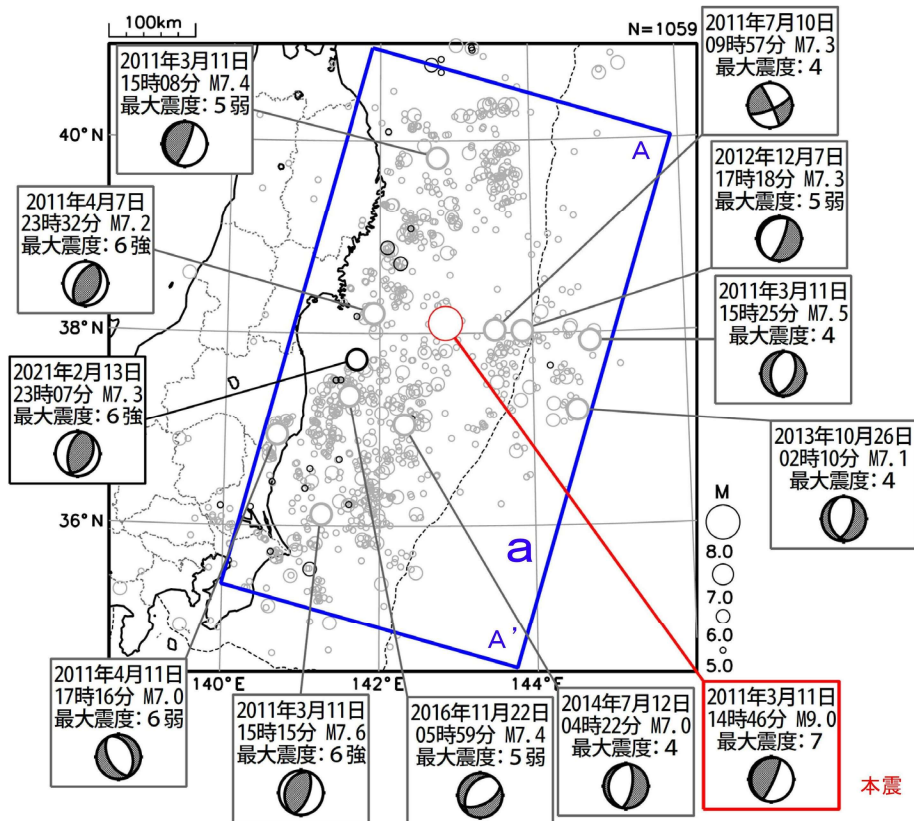 100km
N=1059
2011年3月11日
15時08分 M7.4
最大震度:5弱
2011年7月10日
09時57分 M7.3
最大震度:4
40°N
A
2012年12月7日
17時18分 M7.3
最大震度:5弱
2011年4月7日
23時32分 M7.2
最大震度:6強
2011年3月11日
15時25分 M7.5
最大震度:4
38°N
2021年2月13日
23時07分 M7.3
最大震度:6強
2013年10月26日
02時10分 M7.1
最大震度:4
36°N
a
M
8.0
7.0
6.0
5.0
A'
140°E
142°E
144°E
2011年4月11日
17時16分 M7.0
最大震度:6弱
2011年3月11日
15時15分 M7.6
最大震度:6強
2016年11月22日
05時59分 M7.4
最大震度:5弱
2014年7月12日
04時22分 M7.0
最大震度:4
2011年3月11日
14時46分 M9.0
最大震度:7
本震